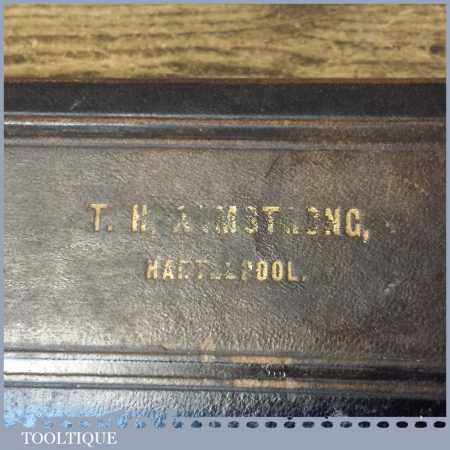 T. H. ARMSTRONG,
HARTLEPOOL.
TOOLTIQUE